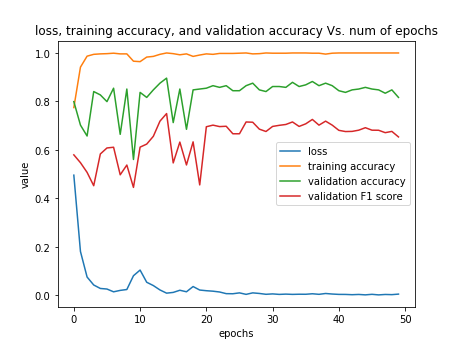 loss, training accuracy, and validation accuracy Vs. num of epochs
1.0
0.8
0.6
0.4
0.2
0.0
value
loss
training accuracy
validation accuracy
validation F1 score
0
10
20
30
40
50
epochs